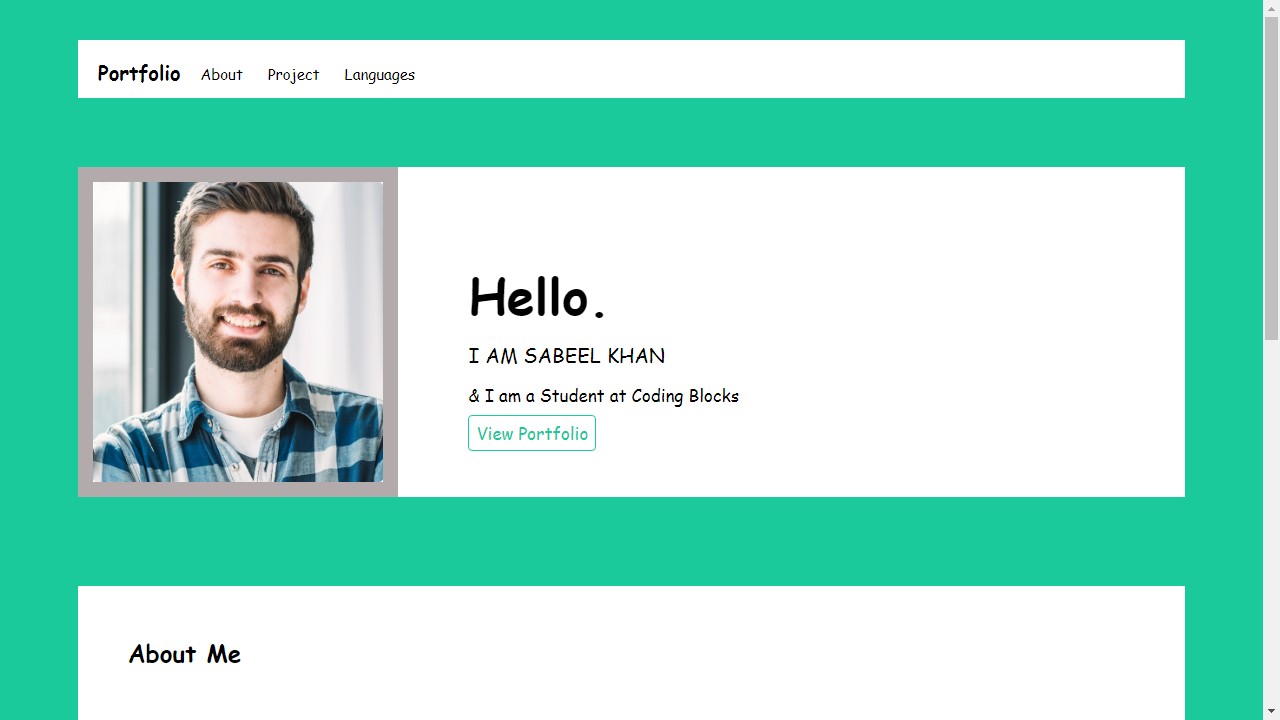 Portfolio About Project Languages
Hello.
I AM SABEEL KHAN
& I am a Student at Coding Blocks
View Portfolio
About Me